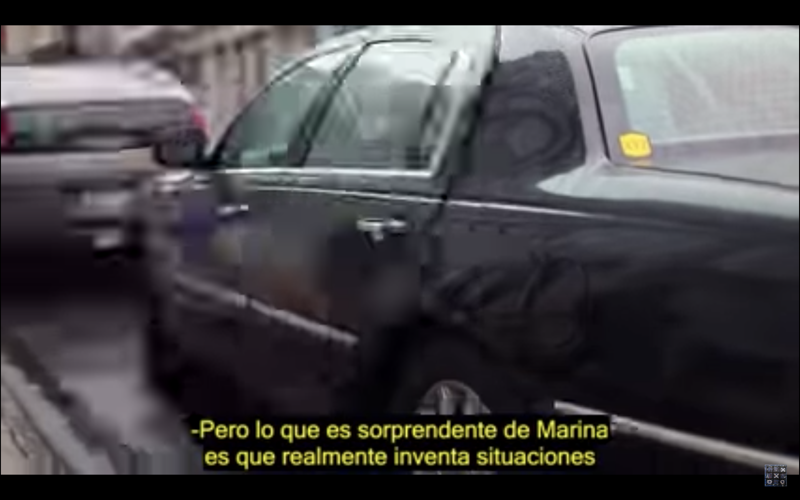 -Pero lo que es sorprendente de Marina
es que realmente inventa situaciones